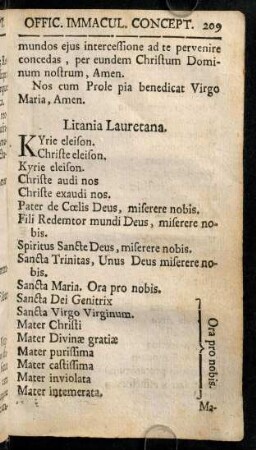 OFFIC. IMMACUL. CONCEPT. 209
mundos ejus intercessione ad te pervenire
concedas, per eundem Christum Domi-
num nostrum, Amen.
Nos cum Prole pia benedicat Virgo
Maria, Amen.
Litania Lauretana.
KYrie eleison.
Christe eleison.
Kyrie eleison.
Christe audi nos
Christe exaudi nos.
Pater de Cœlis Deus, miserere nobis.
Fili Redemtor mundi Deus, miserere no-
bis.
Spiritus Sancte Deus, miserere nobis.
Sancta Trinitas, Unus Deus miserere no-
bis.
Sancta Maria. Ora pro nobis.
Sancta Dei Genitrix
Sancta Virgo Virginum.
Mater Christi
Mater Divinæ gratiæ
Mater purissima
Mater castissima
Mater inviolata
Mater intemerata,
Ora pro nobis.
Ma-